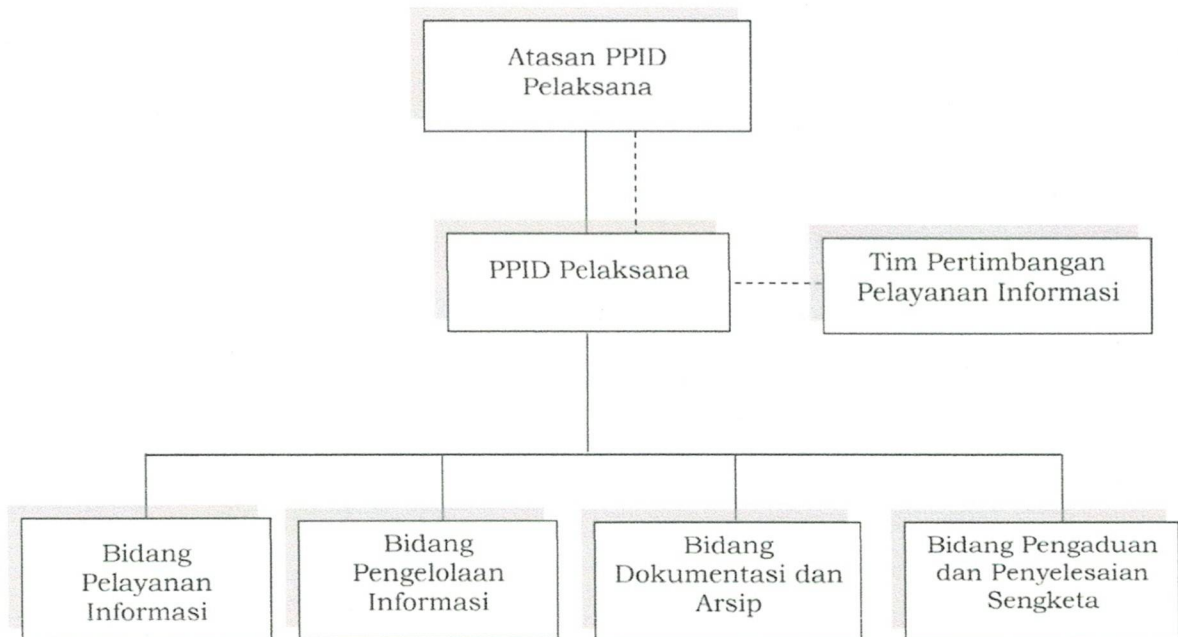 Atasan PPID
Pelaksana
PPID Pelaksana
Tim Pertimbangan
Pelayanan Informasi
Bidang
Pelayanan
Informasi
Bidang
Pengelolaan
Informasi
Bidang
Dokumentasi dan
Arsip
Bidang Pengaduan
dan Penyelesaian
Sengketa